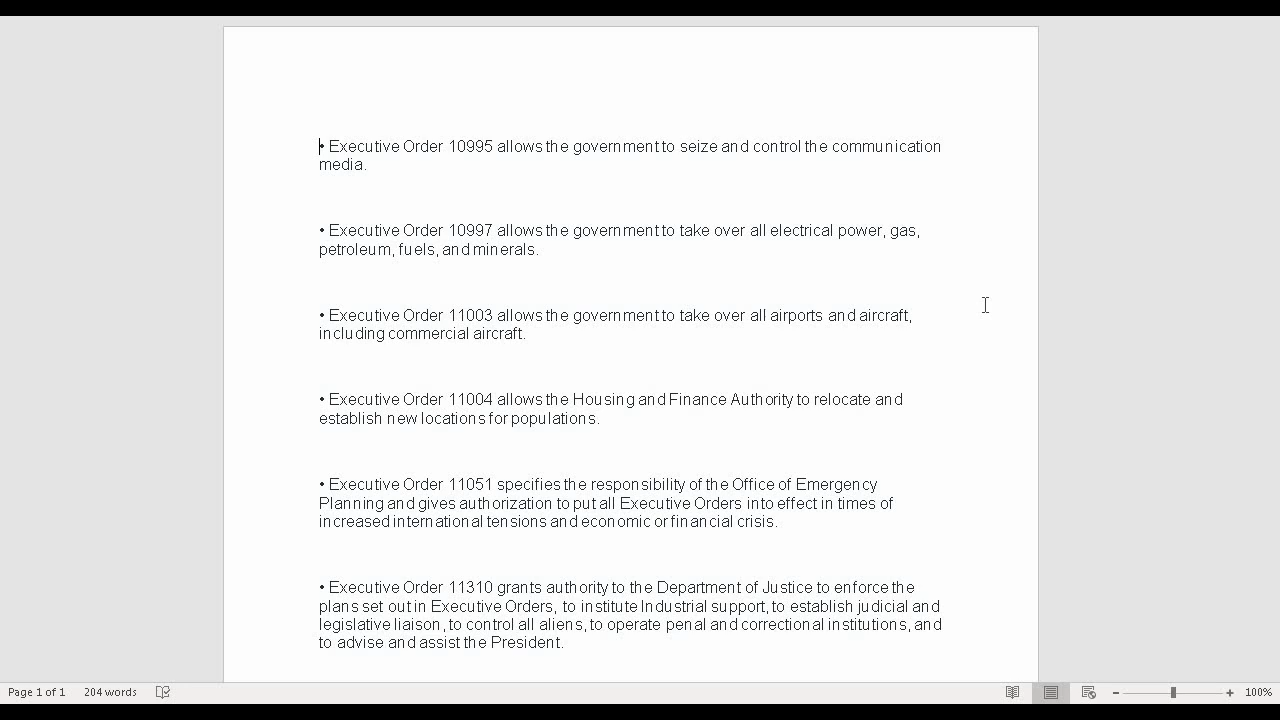 • Executive Order 10995 allows the government to seize and control the communication
media.
• Executive Order 10997 allows the government to take over all electrical power, gas,
petroleum, fuels, and minerals.
• Executive Order 11003 allows the government to take over all airports and aircraft,
including commercial aircraft.
• Executive Order 11004 allows the Housing and Finance Authority to relocate and
establish new locations for populations.
• Executive Order 11051 specifies the responsibility of the Office of Emergency
Planning and gives authorization to put all Executive Orders into effect in times of
increased international tensions and economic or financial crisis.
• Executive Order 11310 grants authority to the Department of Justice to enforce the
plans set out in Executive Orders, to institute Industrial support, to establish judicial and
legislative liaison, to control all aliens, to operate penal and correctional institutions, and
to advise and assist the President.
Page 1 of 1 204 words 100%